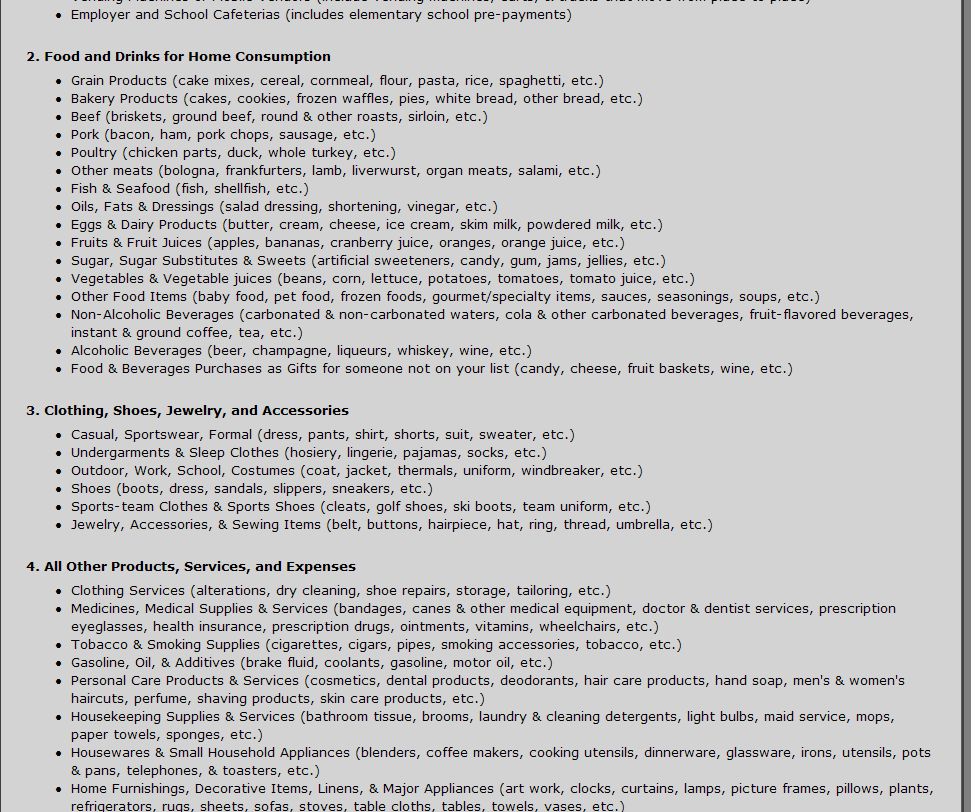 • Employer and School Cafeterias (includes elementary school pre-payments)
2. Food and Drinks for Home Consumption
• Grain Products (cake mixes, cereal, cornmeal, flour, pasta, rice, spaghetti, etc.)
• Bakery Products (cakes, cookies, frozen waffles, pies, white bread, other bread, etc.)
• Beef (briskets, ground beef, round & other roasts, sirloin, etc.)
• Pork (bacon, ham, pork chops, sausage, etc.)
• Poultry (chicken parts, duck, whole turkey, etc.)
• Other meats (bologna, frankfurters, lamb, liverwurst, organ meats, salami, etc.)
• Fish & Seafood (fish, shellfish, etc.)
• Oils, Fats & Dressings (salad dressing, shortening, vinegar, etc.)
• Eggs & Dairy Products (butter, cream, cheese, ice cream, skim milk, powdered milk, etc.)
• Fruits & Fruit Juices (apples, bananas, cranberry juice, oranges, orange juice, etc.)
• Sugar, Sugar Substitutes & Sweets (artificial sweeteners, candy, gum, jams, jellies, etc.)
• Vegetables & Vegetable juices (beans, corn, lettuce, potatoes, tomatoes, tomato juice, etc.)
• Other Food Items (baby food, pet food, frozen foods, gourmet/specialty items, sauces, seasonings, soups, etc.)
• Non-Alcoholic Beverages (carbonated & non-carbonated waters, cola & other carbonated beverages, fruit-flavored beverages,
instant & ground coffee, tea, etc.)
• Alcoholic Beverages (beer, champagne, liqueurs, whiskey, wine, etc.)
• Food & Beverages Purchases as Gifts for someone not on your list (candy, cheese, fruit baskets, wine, etc.)
3. Clothing, Shoes, Jewelry, and Accessories
• Casual, Sportswear, Formal (dress, pants, shirt, shorts, suit, sweater, etc.)
• Undergarments & Sleep Clothes (hosiery, lingerie, pajamas, socks, etc.)
• Outdoor, Work, School, Costumes (coat, jacket, thermals, uniform, windbreaker, etc.)
• Shoes (boots, dress, sandals, slippers, sneakers, etc.)
• Sports-team Clothes & Sports Shoes (cleats, golf shoes, ski boots, team uniform, etc.)
• Jewelry, Accessories, & Sewing Items (belt, buttons, hairpiece, hat, ring, thread, umbrella, etc.)
4. All Other Products, Services, and Expenses
• Clothing Services (alterations, dry cleaning, shoe repairs, storage, tailoring, etc.)
• Medicines, Medical Supplies & Services (bandages, canes & other medical equipment, doctor & dentist services, prescription
eyeglasses, health insurance, prescription drugs, ointments, vitamins, wheelchairs, etc.)
• Tobacco & Smoking Supplies (cigarettes, cigars, pipes, smoking accessories, tobacco, etc.)
• Gasoline, Oil, & Additives (brake fluid, coolants, gasoline, motor oil, etc.)
• Personal Care Products & Services (cosmetics, dental products, deodorants, hair care products, hand soap, men's & women's
haircuts, perfume, shaving products, skin care products, etc.)
• Housekeeping Supplies & Services (bathroom tissue, brooms, laundry & cleaning detergents, light bulbs, maid service, mops,
paper towels, sponges, etc.)
• Housewares & Small Household Appliances (blenders, coffee makers, cooking utensils, dinnerware, glassware, irons, utensils, pots
& pans, telephones, & toasters, etc.)
• Home Furnishings, Decorative Items, Linens, & Major Appliances (art work, clocks, curtains, lamps, picture frames, pillows, plants,
refrigerators, rugs, sheets, sofas, stoves, table cloths, tables, towels, vases, etc.)